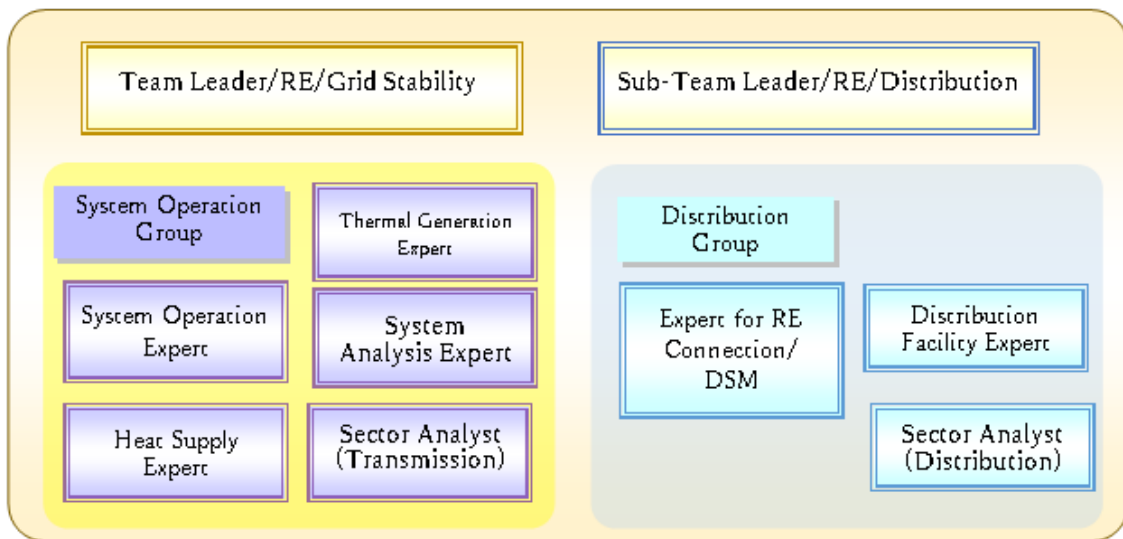 Team Leader/RE/Grid Stability
Sub-Team Leader/RE/Distribution
System Operation
Group
Thermal Generation
Expert
System Operation
Expert
System
Analysis Expert
Heat Supply
Expert
Sector Analyst
(Transmission)
Distribution
Group
Expert for RE
Connection/
DSM
Distribution
Facility Expert
Sector Analyst
(Distribution)